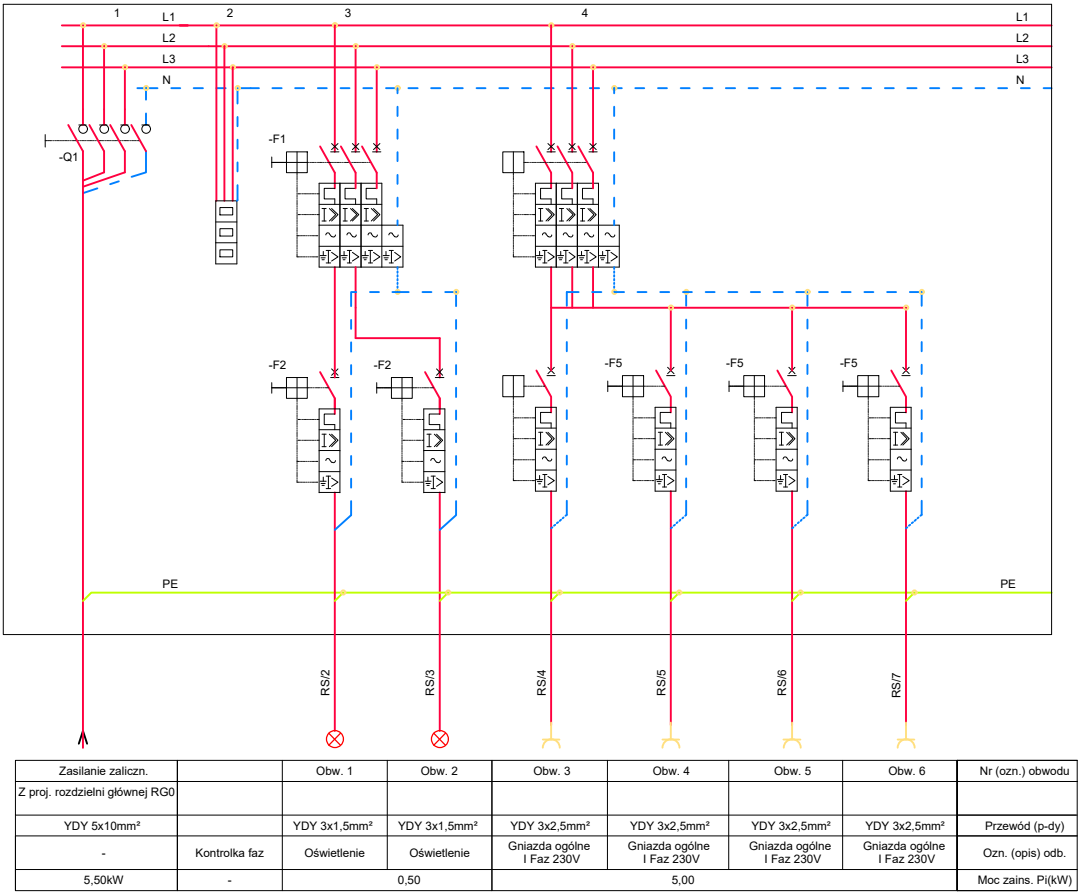 1 2 3 4
L1 L1
L2 L2
L3 L3
N N
-Q1
-F1
-F2 -F2 -F5 -F5 -F5
PE PE
RS/2 RS/3 RS/4 RS/5 RS/6 RS/7
Zasilanie zaliczn. Obw. 1 Obw. 2 Obw. 3 Obw. 4 Obw. 5 Obw. 6 Nr (ozn.) obwodu
Z proj. rozdzielni głównej RG0
YDY 5x10mm² YDY 3x1,5mm² YDY 3x1,5mm² YDY 3x2,5mm² YDY 3x2,5mm² YDY 3x2,5mm² YDY 3x2,5mm² Przewód (p-dy)
- Kontrolka faz Oświetlenie Oświetlenie Gniazda ogólne Gniazda ogólne Gniazda ogólne Gniazda ogólne Ozn. (opis) odb.
I Faz 230V I Faz 230V I Faz 230V I Faz 230V
5,50kW - 0,50 5,00 Moc zains. Pi(kW)